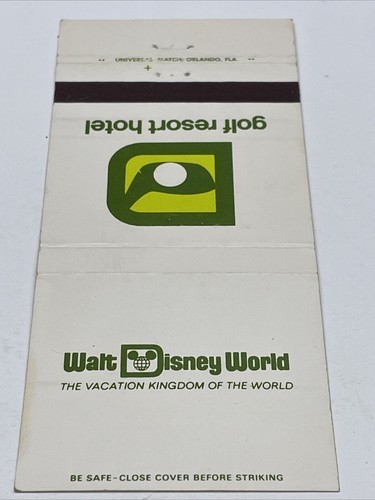 UNIVERSAL MATCH, ORLANDO, FLA.
golf resort hotel
Walt Disney World
THE VACATION KINGDOM OF THE WORLD
BE SAFE - CLOSE COVER BEFORE STRIKING